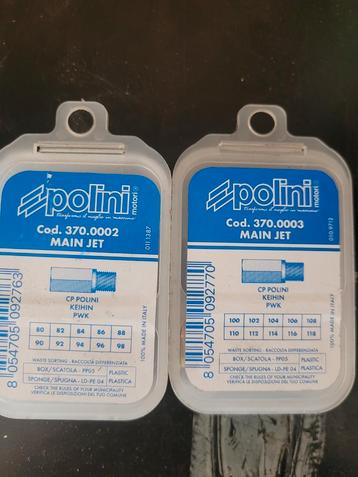 polini
motori
Cod. 370.0002
MAIN JET
011387
CP POLINI
KEIHIN
PWK
80 82 84 86 88
90 92 94 96 98
100% MADE IN ITALY
WASTE SORTING - RACCOLTA DIFFERENZIATA
BOX/SCATOLA - PP05 PLASTIC
SPONGE/SPUGNA - LD-PE 04 PLASTICA
CHECK THE RULES OF YOUR MUNICIPALITY
VERIFICA LE DISPOSIZIONI DEL TUO COMUNE
8 054705 092763
polini
motori
Cod. 370.0003
MAIN JET
CP POLINI
KEIHIN
PWK
100 102 104 106 108
110 112 114 116 118
100% MADE IN ITALY
WASTE SORTING - RACCOLTA DIFFERENZIATA
BOX/SCATOLA - PP05 PLASTIC
SPONGE/SPUGNA - LD-PE 04 PLASTICA
CHECK THE RULES OF YOUR MUNICIPALITY
VERIFICA LE DISPOSIZIONI DEL TUO COMUNE
8 054705 092770